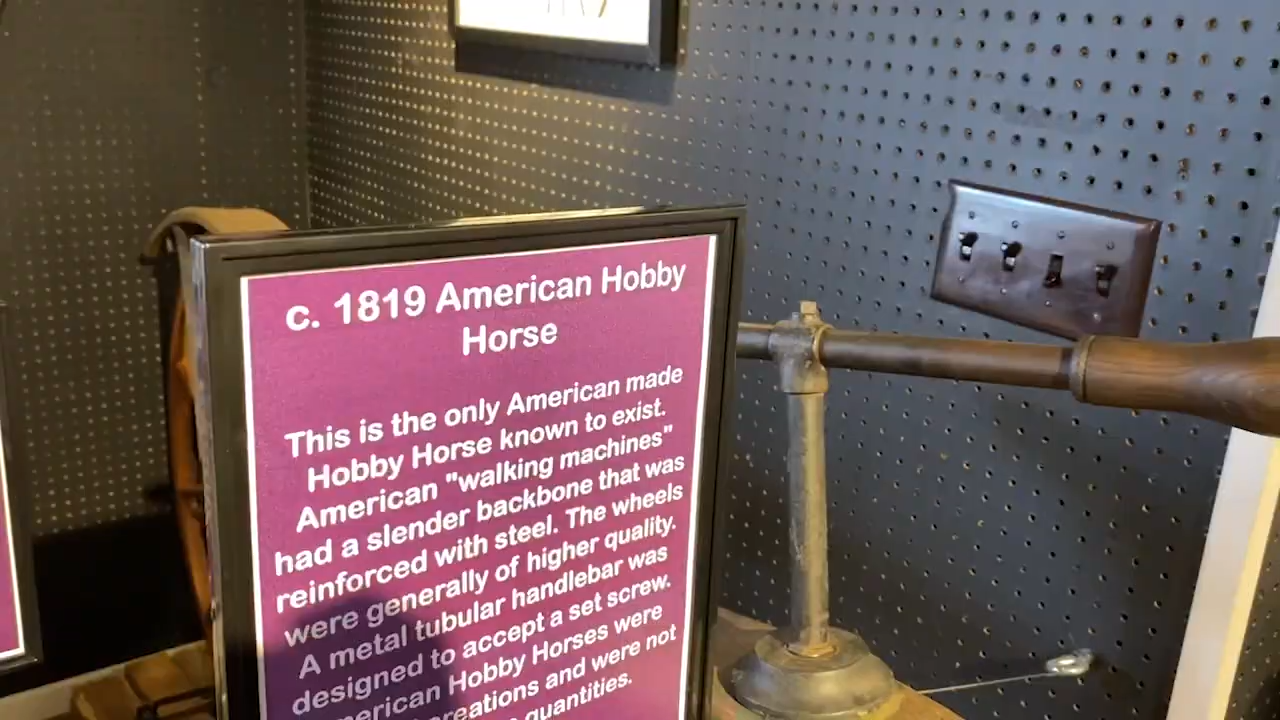 c. 1819 American Hobby
Horse
This is the only American made
Hobby Horse known to exist.
American "walking machines"
had a slender backbone that was
reinforced with steel. The wheels
were generally of higher quality.
A metal tubular handlebar was
designed to accept a set screw.
merican Hobby Horses were
creations and were not
quantities.